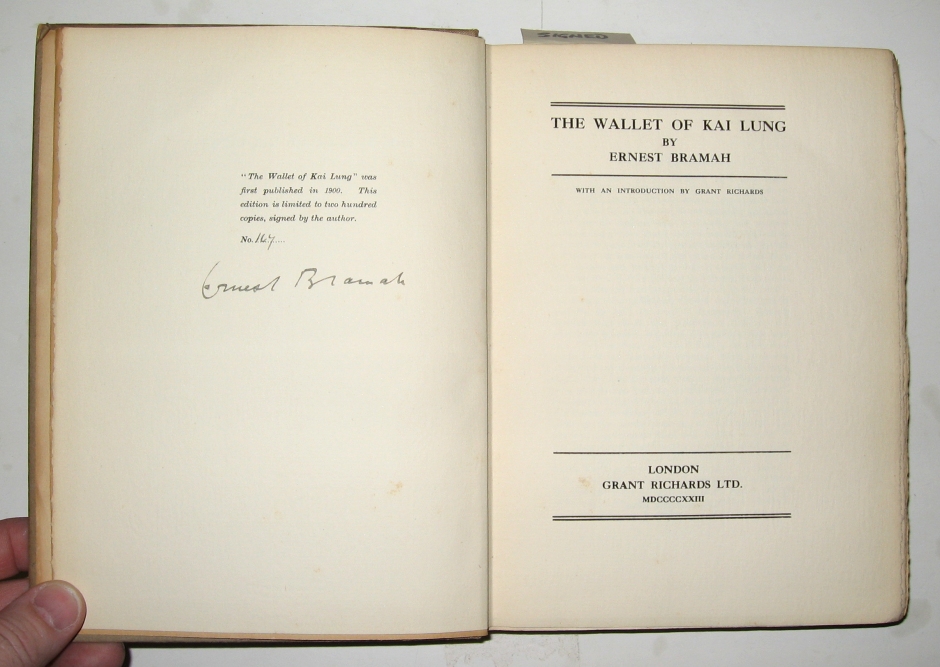 SIGNED
"The Wallet of Kai Lung" was
first published in 1900. This
edition is limited to two hundred
copies, signed by the author.
No. 167....
Ernest Bramah
THE WALLET OF KAI LUNG
BY
ERNEST BRAMAH
WITH AN INTRODUCTION BY GRANT RICHARDS
LONDON
GRANT RICHARDS LTD.
MDCCCCXXIII